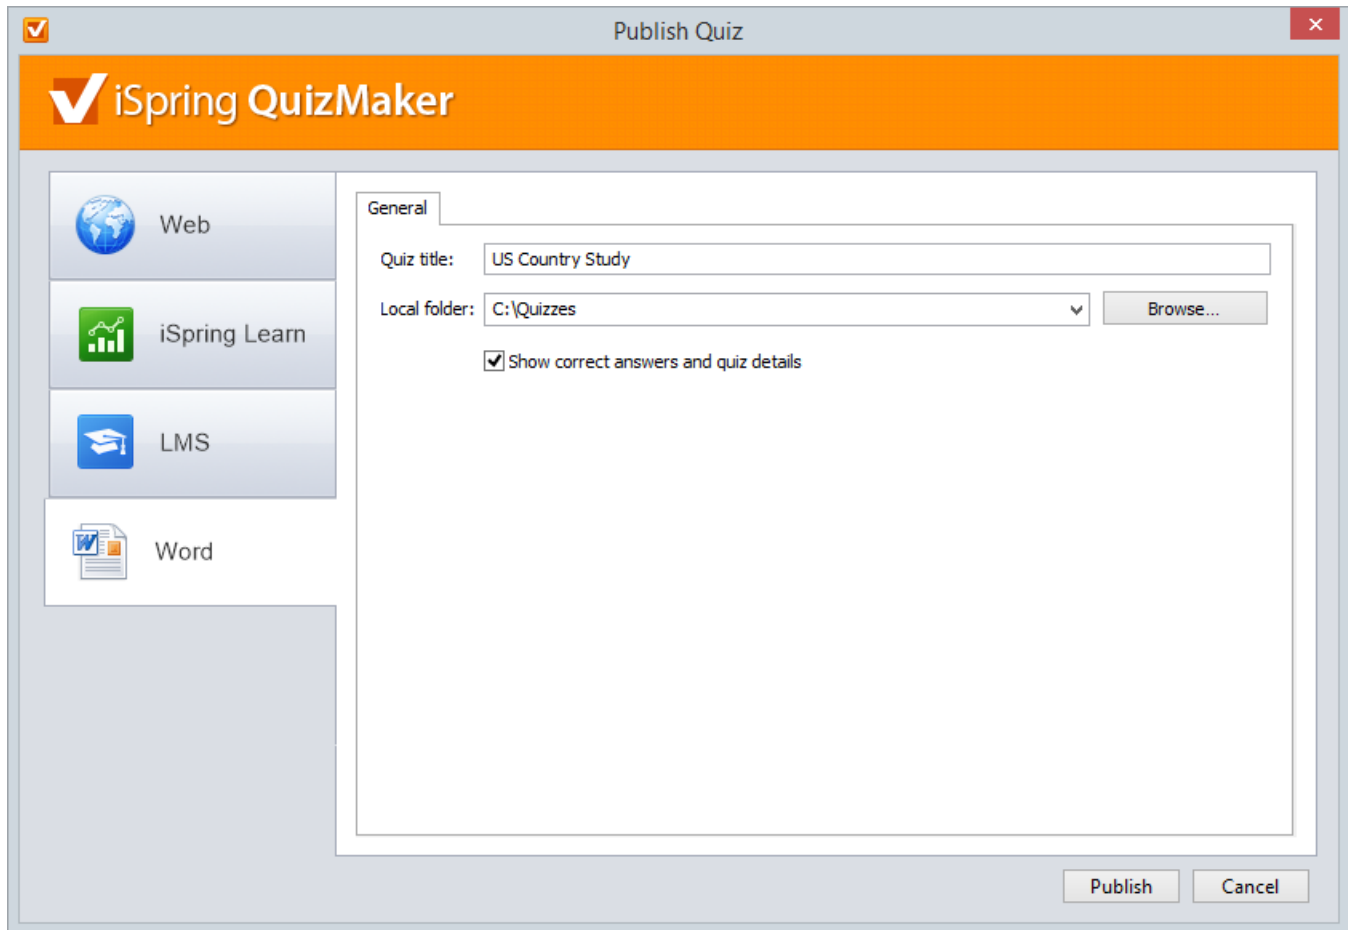 Publish Quiz
iSpring QuizMaker
Web
iSpring Learn
LMS
Word
General
Quiz title: US Country Study
Local folder: C:\Quizzes Browse...
Show correct answers and quiz details
Publish Cancel